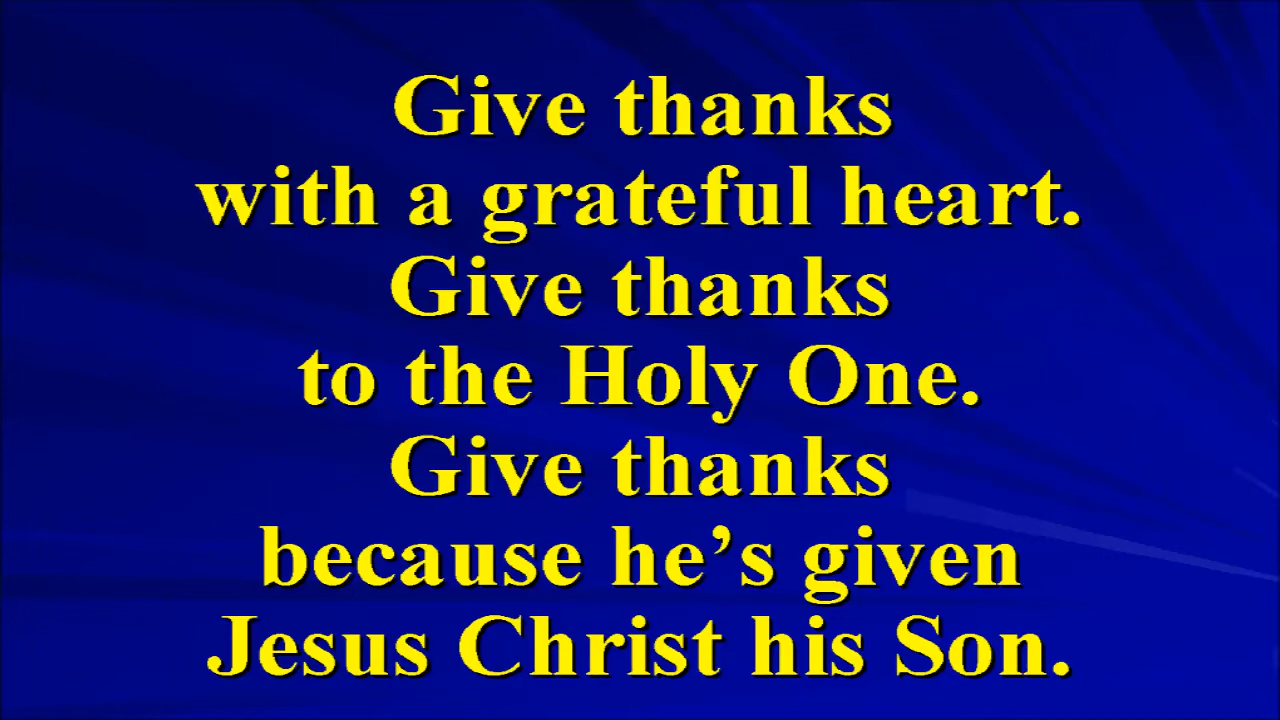 Give thanks
with a grateful heart.
Give thanks
to the Holy One.
Give thanks
because he’s given
Jesus Christ his Son.